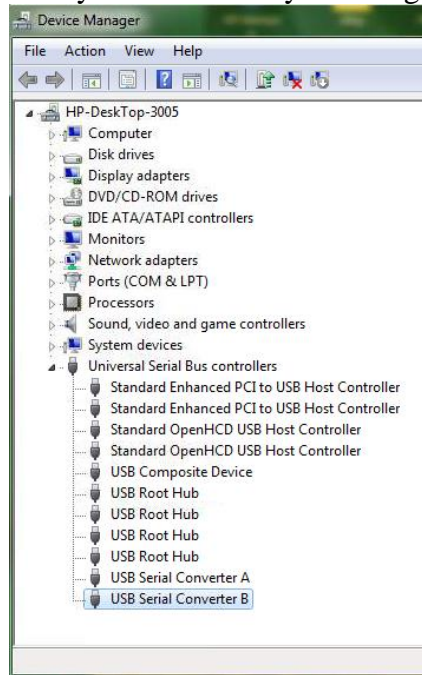 Device Manager
File Action View Help
HP-DeskTop-3005
Computer
Disk drives
Display adapters
DVD/CD-ROM drives
IDE ATA/ATAPI controllers
Monitors
Network adapters
Ports (COM & LPT)
Processors
Sound, video and game controllers
System devices
Universal Serial Bus controllers
Standard Enhanced PCI to USB Host Controller
Standard Enhanced PCI to USB Host Controller
Standard OpenHCD USB Host Controller
Standard OpenHCD USB Host Controller
USB Composite Device
USB Root Hub
USB Root Hub
USB Root Hub
USB Root Hub
USB Serial Converter A
USB Serial Converter B